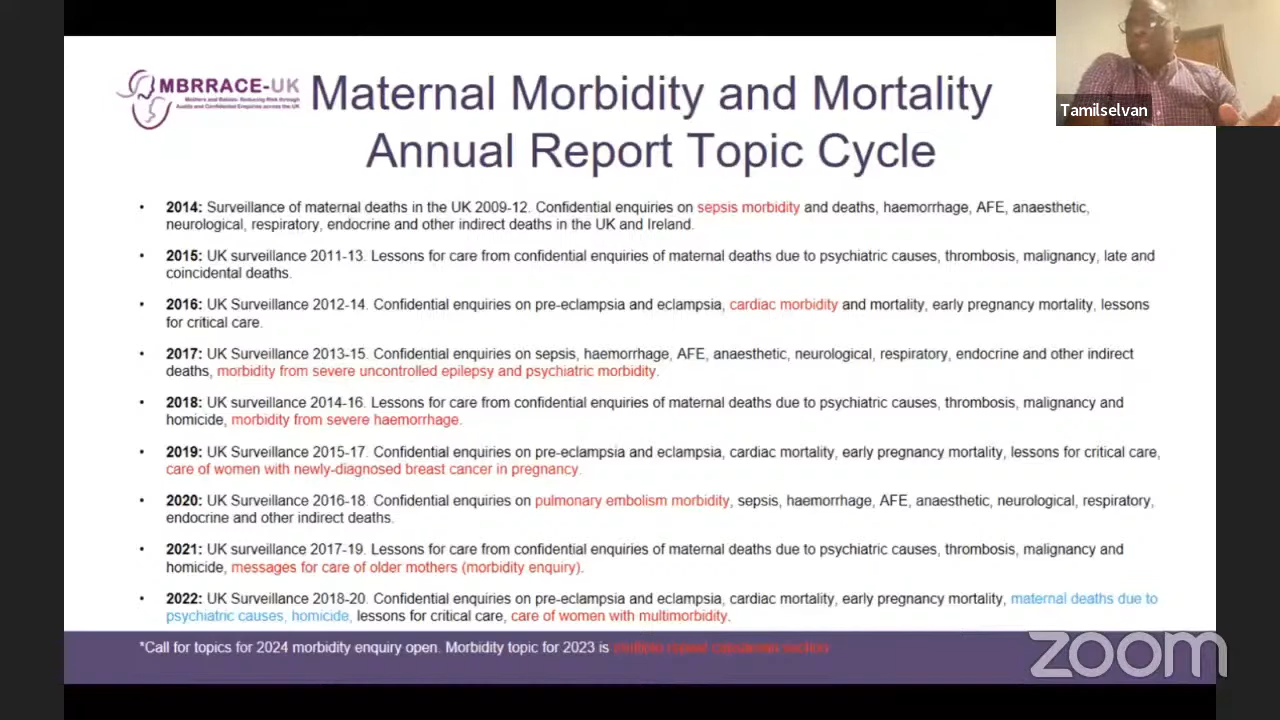 MBRRACE-UK
Mothers and Babies: Reducing Risk through
Audits and Confidential Enquiries across the UK
Maternal Morbidity and Mortality
Annual Report Topic Cycle
Tamilselvan
• 2014: Surveillance of maternal deaths in the UK 2009-12. Confidential enquiries on sepsis morbidity and deaths, haemorrhage, AFE, anaesthetic,
neurological, respiratory, endocrine and other indirect deaths in the UK and Ireland.
• 2015: UK surveillance 2011-13. Lessons for care from confidential enquiries of maternal deaths due to psychiatric causes, thrombosis, malignancy, late and
coincidental deaths.
• 2016: UK Surveillance 2012-14. Confidential enquiries on pre-eclampsia and eclampsia, cardiac morbidity and mortality, early pregnancy mortality, lessons
for critical care.
• 2017: UK Surveillance 2013-15. Confidential enquiries on sepsis, haemorrhage, AFE, anaesthetic, neurological, respiratory, endocrine and other indirect
deaths, morbidity from severe uncontrolled epilepsy and psychiatric morbidity.
• 2018: UK Surveillance 2014-16. Lessons for care from confidential enquiries of maternal deaths due to psychiatric causes, thrombosis, malignancy and
homicide, morbidity from severe haemorrhage.
• 2019: UK Surveillance 2015-17. Confidential enquiries on pre-eclampsia and eclampsia, cardiac mortality, early pregnancy mortality, lessons for critical care,
care of women with newly-diagnosed breast cancer in pregnancy.
• 2020: UK Surveillance 2016-18. Confidential enquiries on pulmonary embolism morbidity, sepsis, haemorrhage, AFE, anaesthetic, neurological, respiratory,
endocrine and other indirect deaths.
• 2021: UK surveillance 2017-19. Lessons for care from confidential enquiries of maternal deaths due to psychiatric causes, thrombosis, malignancy and
homicide, messages for care of older mothers (morbidity enquiry).
• 2022: UK Surveillance 2018-20. Confidential enquiries on pre-eclampsia and eclampsia, cardiac mortality, early pregnancy mortality, maternal deaths due to
psychiatric causes, homicide, lessons for critical care, care of women with multimorbidity.
*Call for topics for 2024 morbidity enquiry open. Morbidity topic for 2023 is multiple repeat caesarean section
zoom